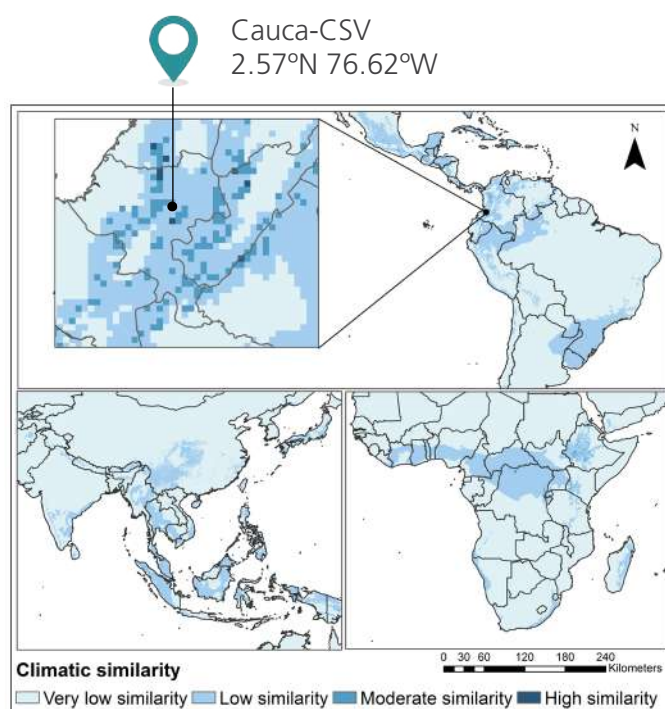 Cauca-CSV
2.57ºN 76.62ºW
N
0 30 60 120 180 240
Kilometers
Climatic similarity
Very low similarity Low similarity Moderate similarity High similarity